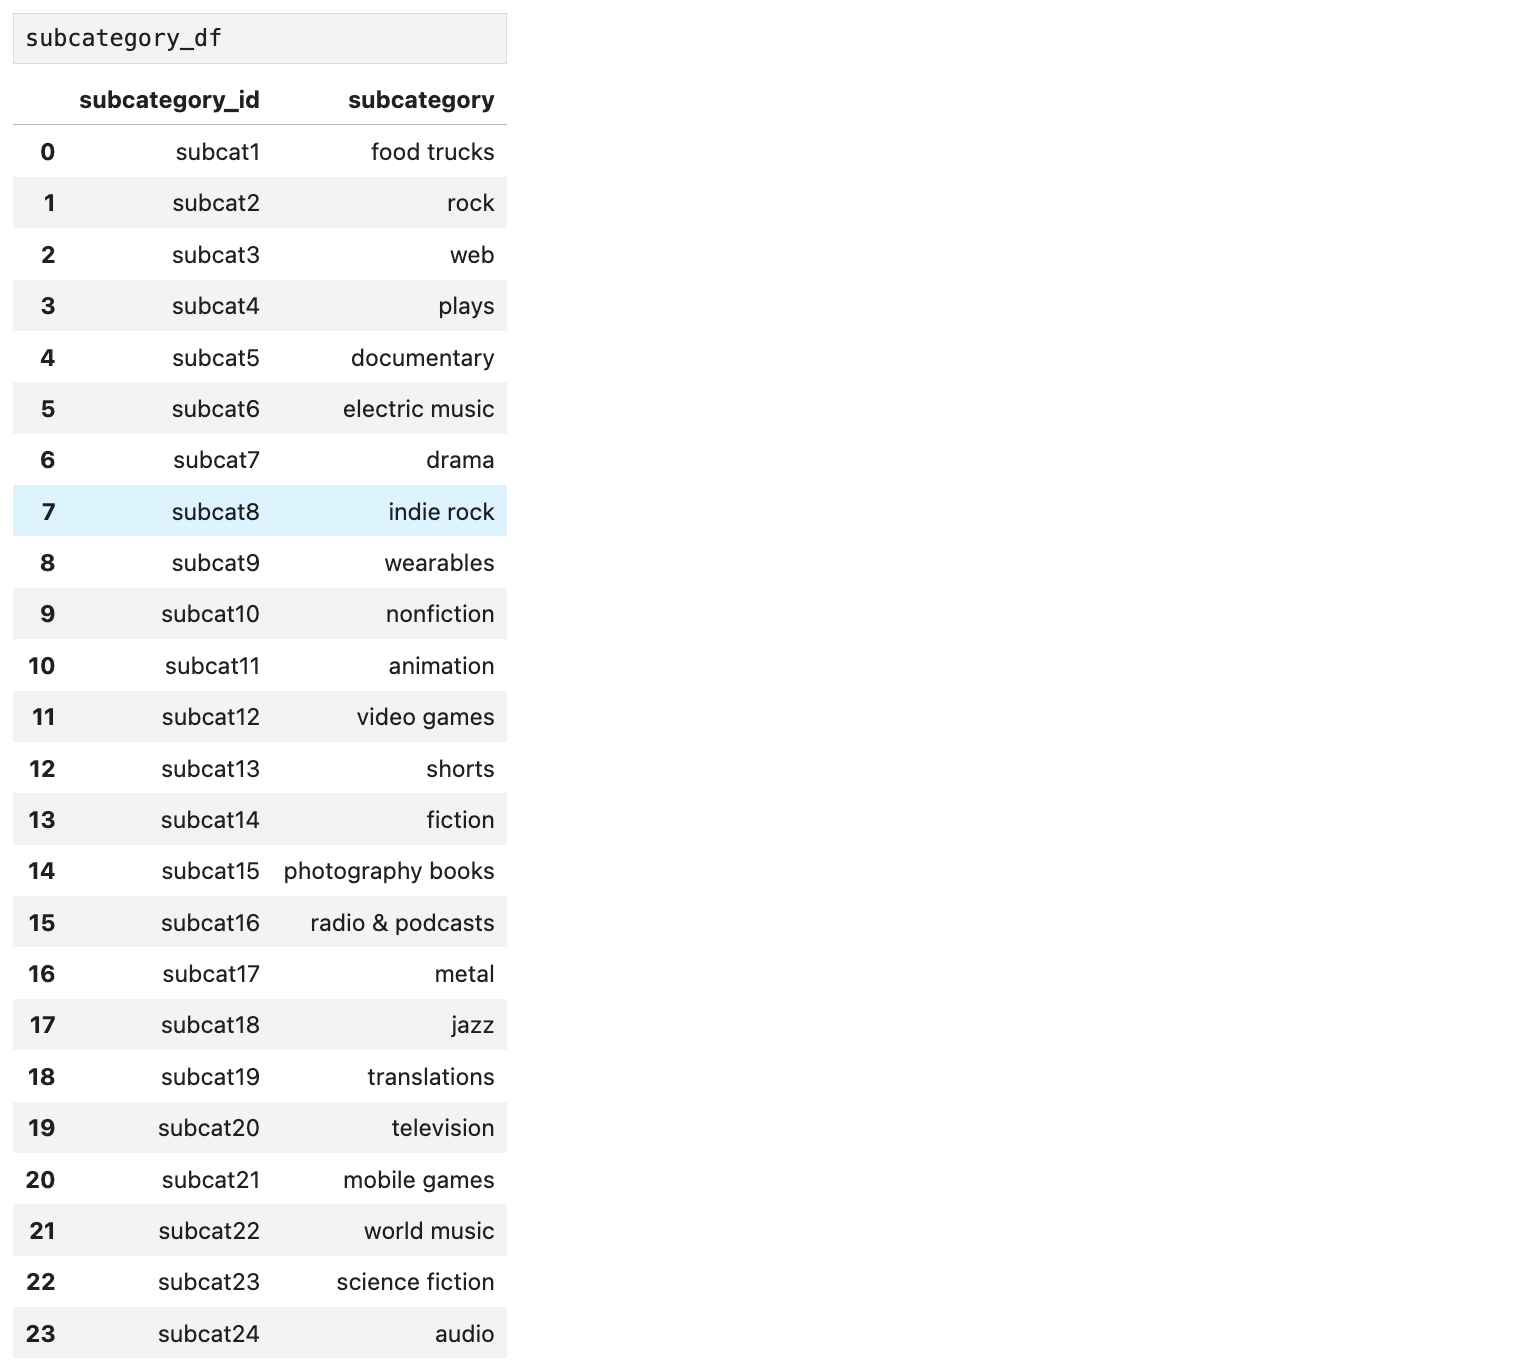 subcategory_df
subcategory_id subcategory
0 subcat1 food trucks
1 subcat2 rock
2 subcat3 web
3 subcat4 plays
4 subcat5 documentary
5 subcat6 electric music
6 subcat7 drama
7 subcat8 indie rock
8 subcat9 wearables
9 subcat10 nonfiction
10 subcat11 animation
11 subcat12 video games
12 subcat13 shorts
13 subcat14 fiction
14 subcat15 photography books
15 subcat16 radio & podcasts
16 subcat17 metal
17 subcat18 jazz
18 subcat19 translations
19 subcat20 television
20 subcat21 mobile games
21 subcat22 world music
22 subcat23 science fiction
23 subcat24 audio